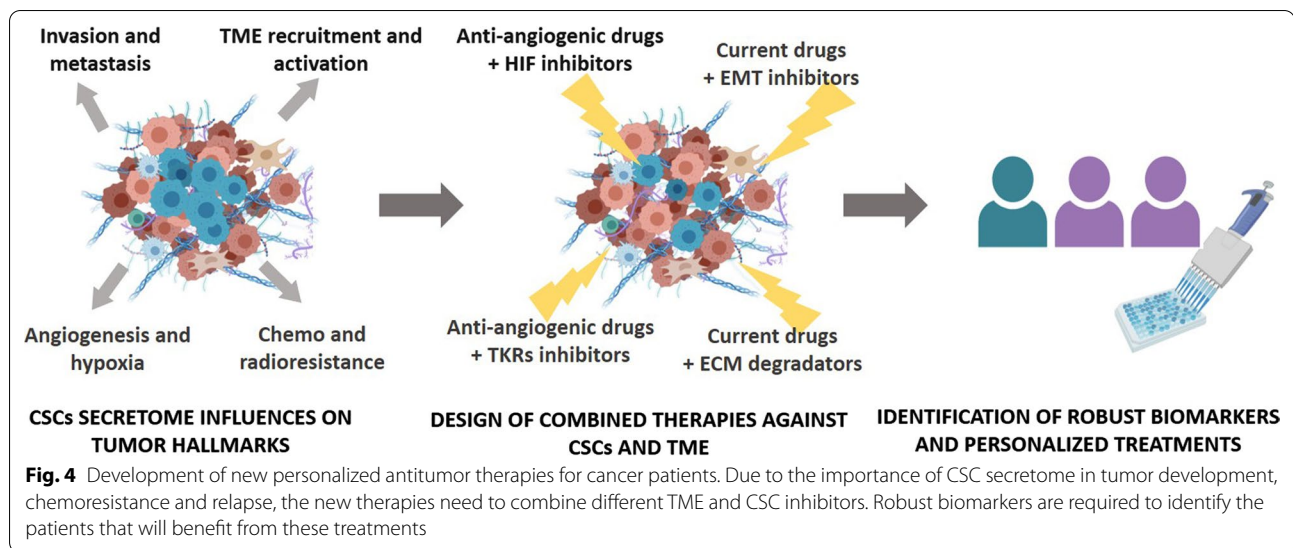 Invasion and
metastasis
TME recruitment and
activation
Angiogenesis and
hypoxia
Chemo and
radioresistance
CSCs SECRETOME INFLUENCES ON
TUMOR HALLMARKS
Anti-angiogenic drugs
+ HIF inhibitors
Current drugs
+ EMT inhibitors
Anti-angiogenic drugs
+ TKRs inhibitors
Current drugs
+ ECM degradators
DESIGN OF COMBINED THERAPIES AGAINST
CSCs AND TME
IDENTIFICATION OF ROBUST BIOMARKERS
AND PERSONALIZED TREATMENTS
Fig. 4 Development of new personalized antitumor therapies for cancer patients. Due to the importance of CSC secretome in tumor development,
chemoresistance and relapse, the new therapies need to combine different TME and CSC inhibitors. Robust biomarkers are required to identify the
patients that will benefit from these treatments